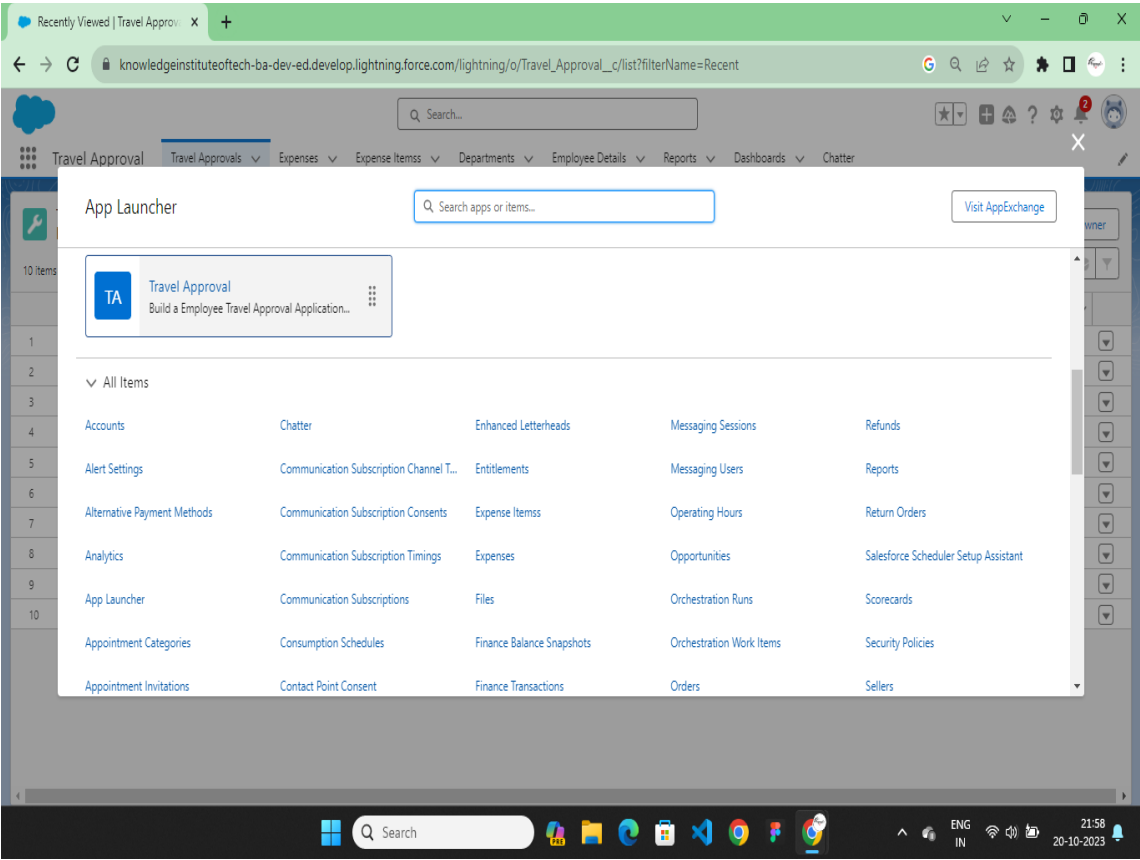 Recently Viewed | Travel Approv
knowledgeinstituteoftech-ba-dev-ed.develop.lightning.force.com/lightning/o/Travel_Approval__c/list?filterName=Recent
Search...
2
Travel Approval Travel Approvals Expenses Expense Itemss Departments Employee Details Reports Dashboards Chatter
App Launcher
Search apps or items...
Visit AppExchange
wner
10 items
TA
Travel Approval
Build a Employee Travel Approval Application...
All Items
1
2
3
4
5
6
7
8
9
10
Accounts Chatter Enhanced Letterheads Messaging Sessions Refunds
Alert Settings Communication Subscription Channel T... Entitlements Messaging Users Reports
Alternative Payment Methods Communication Subscription Consents Expense Itemss Operating Hours Return Orders
Analytics Communication Subscription Timings Expenses Opportunities Salesforce Scheduler Setup Assistant
App Launcher Communication Subscriptions Files Orchestration Runs Scorecards
Appointment Categories Consumption Schedules Finance Balance Snapshots Orchestration Work Items Security Policies
Appointment Invitations Contact Point Consent Finance Transactions Orders Sellers
Search
PRE
ENG
IN
21:58
20-10-2023